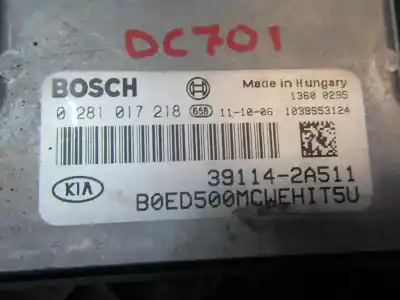 DC701
BOSCH
Made in Hungary
1360 0295
0 281 017 218 658 11-10-06 1039S53124
KIA
39114-2A511
B0ED500MCWEHIT5U